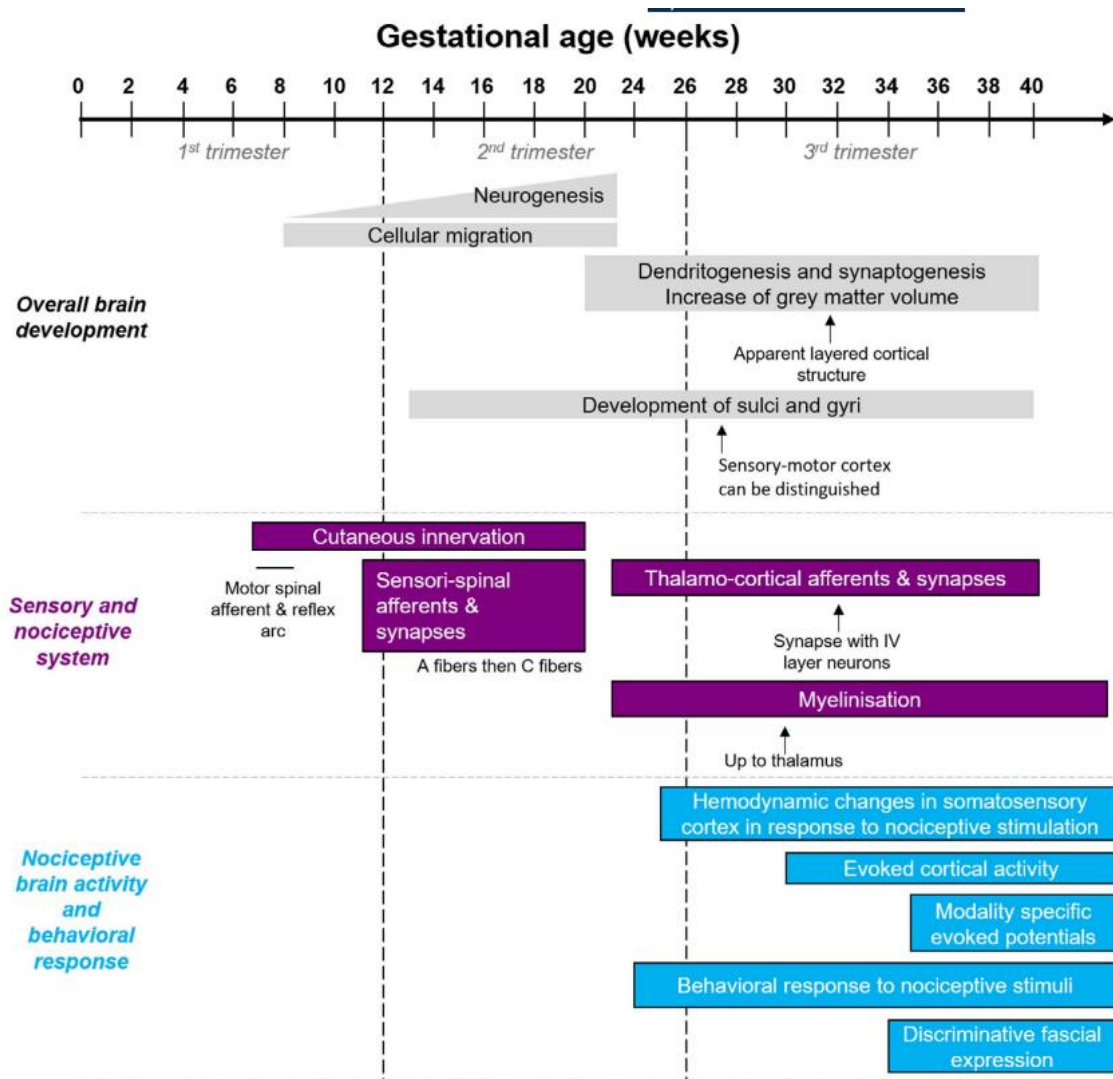 Gestational age (weeks)
0 2 4 6 8 10 12 14 16 18 20 24 26 28 30 32 34 36 38 40
1st trimester
2nd trimester
3rd trimester
Neurogenesis
Cellular migration
Dendritogenesis and synaptogenesis
Increase of grey matter volume
Overall brain
development
Apparent layered cortical
structure
Development of sulci and gyri
Sensory-motor cortex
can be distinguished
Cutaneous innervation
Motor spinal
afferent & reflex
arc
Sensori-spinal
afferents &
synapses
Thalamo-cortical afferents & synapses
Sensory and
nociceptive
system
Synapse with IV
layer neurons
A fibers then C fibers
Myelinisation
Up to thalamus
Hemodynamic changes in somatosensory
cortex in response to nociceptive stimulation
Nociceptive
brain activity
and
behavioral
response
Evoked cortical activity
Modality specific
evoked potentials
Behavioral response to nociceptive stimuli
Discriminative fascial
expression